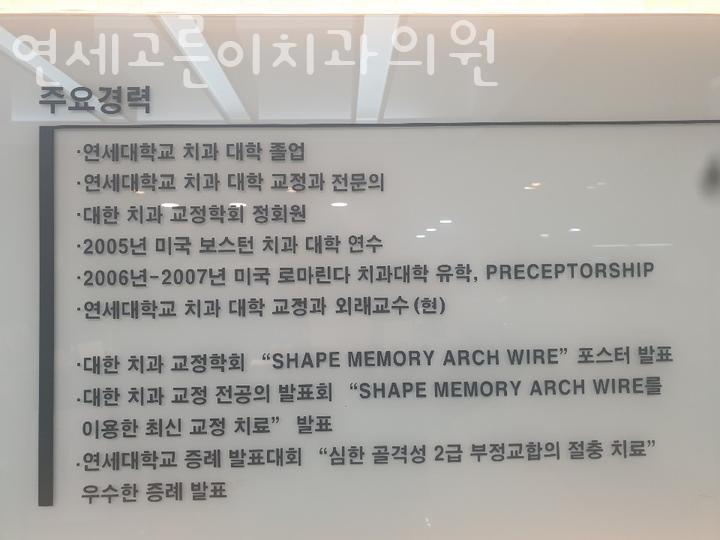 연세고른이치과의원
주요경력
·연세대학교 치과 대학 졸업
·연세대학교 치과 대학 교정과 전문의
·대한 치과 교정학회 정회원
·2005년 미국 보스턴 치과 대학 연수
·2006년-2007년 미국 로마린다 치과대학 유학, PRECEPTORSHIP
·연세대학교 치과 대학 교정과 외래교수(현)
·대한 치과 교정학회 “SHAPE MEMORY ARCH WIRE” 포스터 발표
·대한 치과 교정 전공의 발표회 “SHAPE MEMORY ARCH WIRE를
이용한 최신 교정 치료” 발표
·연세대학교 증례 발표대회 “심한 골격성 2급 부정교합의 절충 치료”
우수한 증례 발표